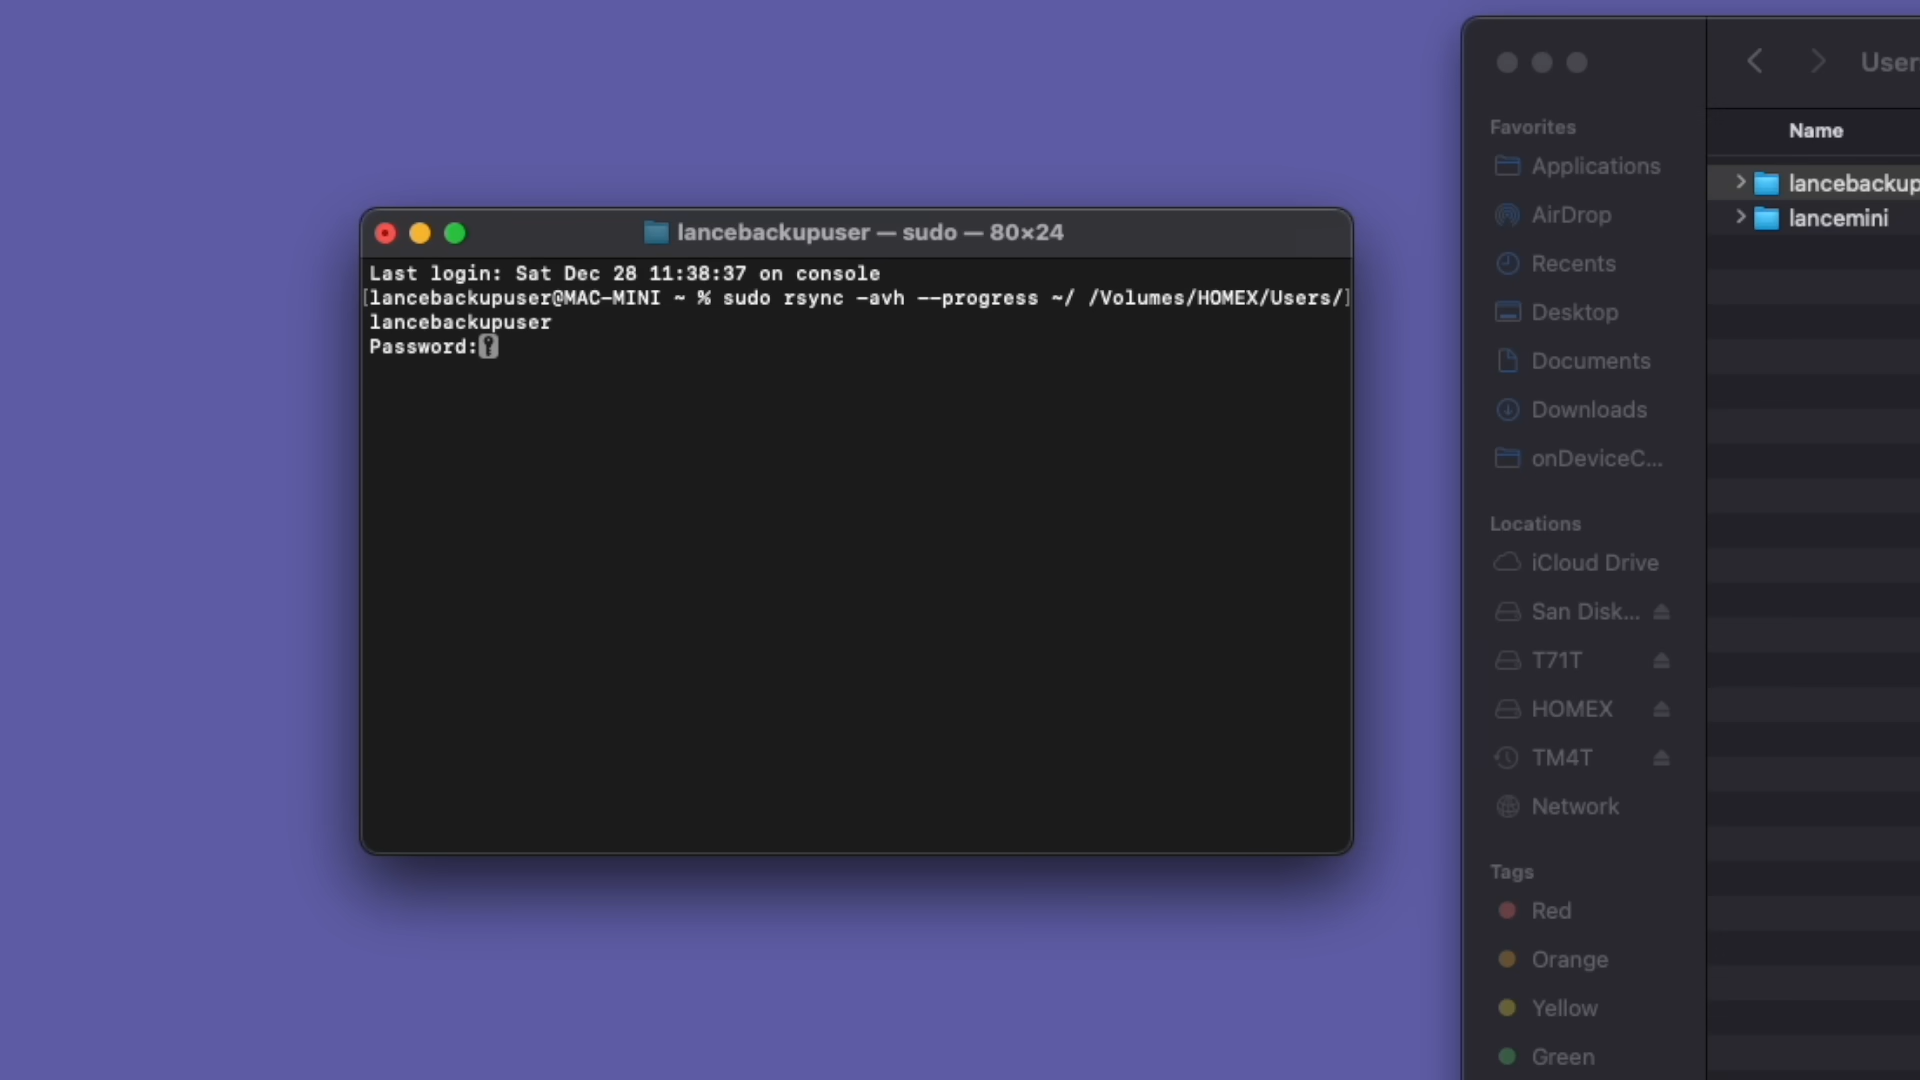 lancebackupuser — sudo — 80×24
Last login: Sat Dec 28 11:38:37 on console
[lancebackupuser@MAC-MINI ~ % sudo rsync -avh --progress ~/ /Volumes/HOMEX/Users/]
lancebackupuser
Password:
User
Favorites
Applications
AirDrop
Recents
Desktop
Documents
Downloads
onDeviceC...
Locations
iCloud Drive
San Disk...
T71T
HOMEX
TM4T
Network
Tags
Red
Orange
Yellow
Green
Name
lancebackup
lancemini